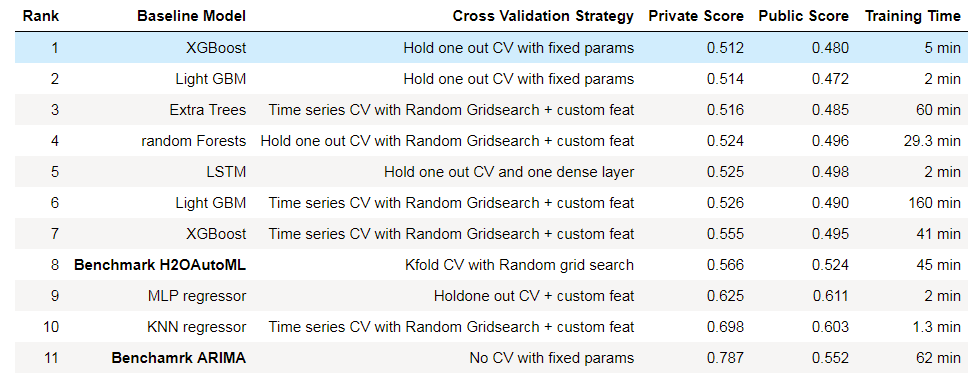 Rank Baseline Model Cross Validation Strategy Private Score Public Score Training Time
1 XGBoost Hold one out CV with fixed params 0.512 0.480 5 min
2 Light GBM Hold one out CV with fixed params 0.514 0.472 2 min
3 Extra Trees Time series CV with Random Gridsearch + custom feat 0.516 0.485 60 min
4 random Forests Hold one out CV with Random Gridsearch + custom feat 0.524 0.496 29.3 min
5 LSTM Hold one out CV and one dense layer 0.525 0.498 2 min
6 Light GBM Time series CV with Random Gridsearch + custom feat 0.526 0.490 160 min
7 XGBoost Time series CV with Random Gridsearch + custom feat 0.555 0.495 41 min
8 Benchmark H2OAutoML Kfold CV with Random grid search 0.566 0.524 45 min
9 MLP regressor Holdone out CV + custom feat 0.625 0.611 2 min
10 KNN regressor Time series CV with Random Gridsearch + custom feat 0.698 0.603 1.3 min
11 Benchamrk ARIMA No CV with fixed params 0.787 0.552 62 min